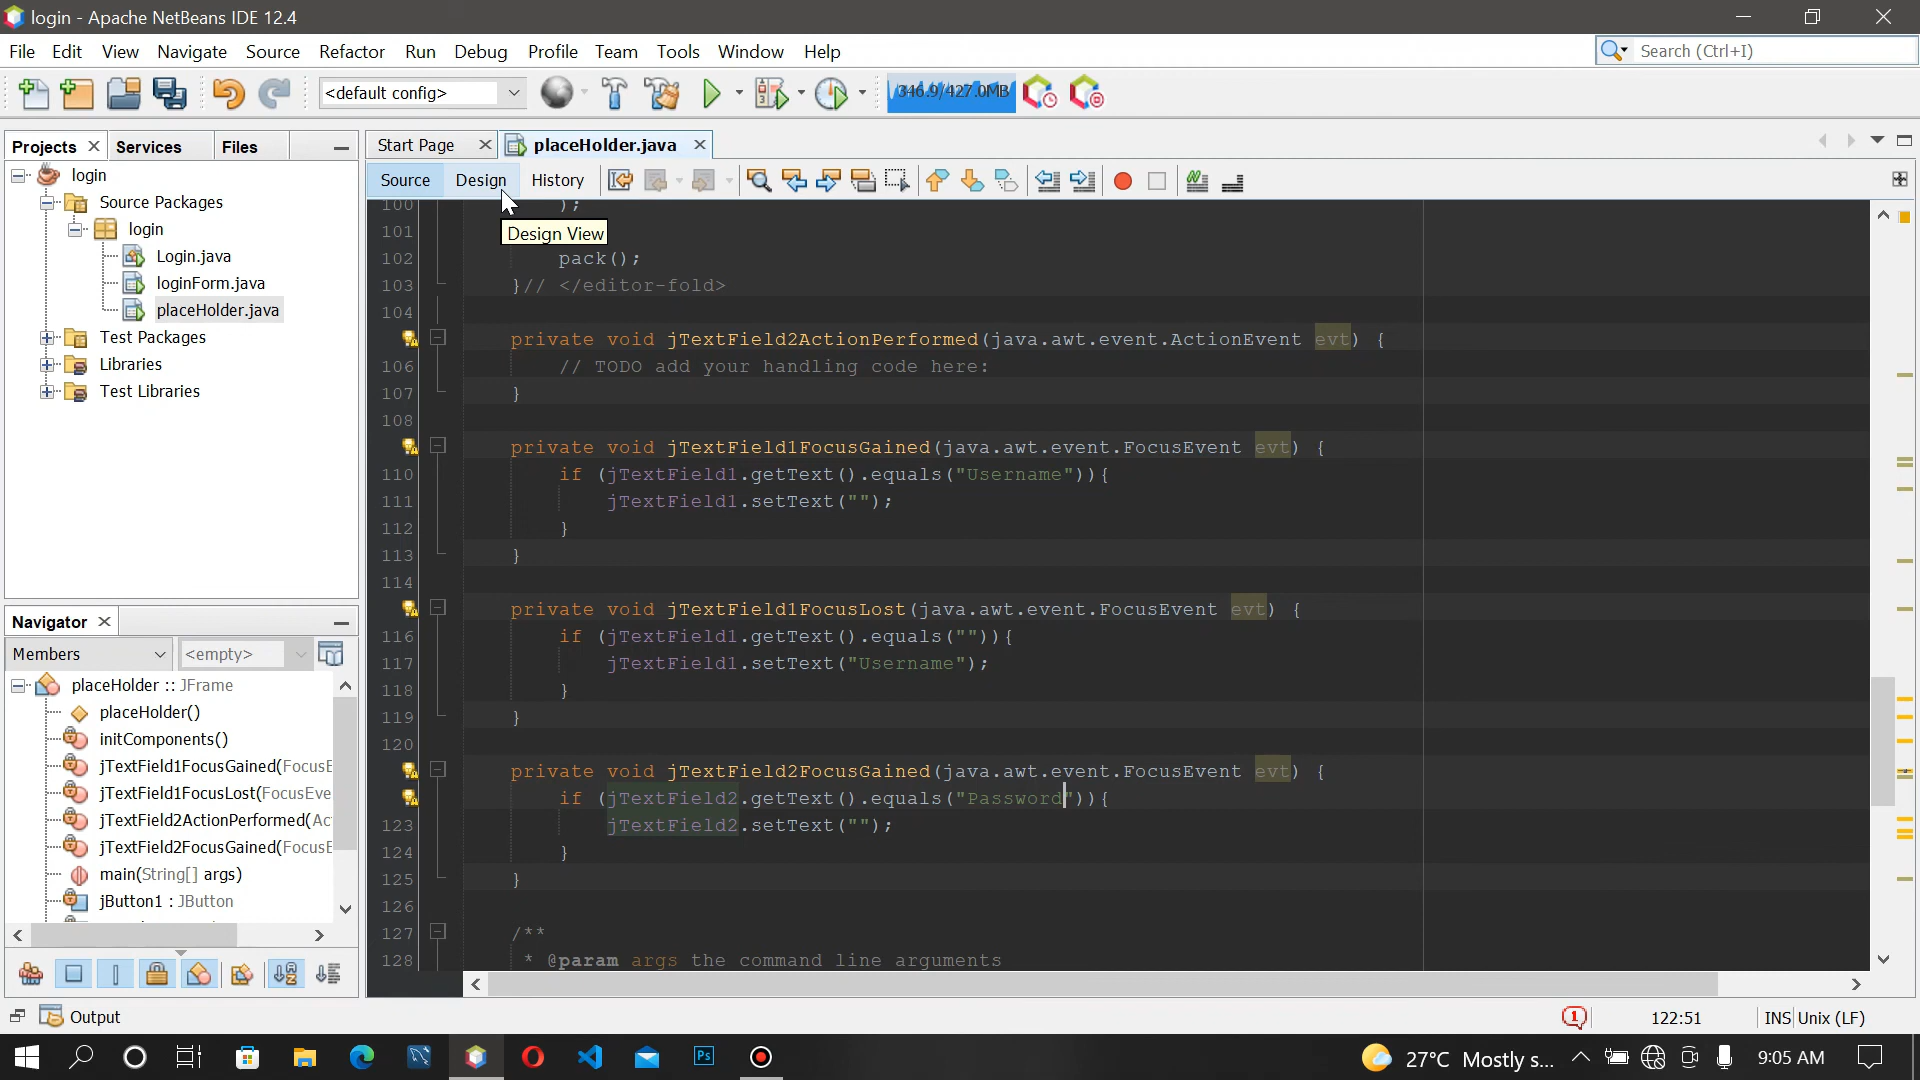 login - Apache NetBeans IDE 12.4
File Edit View Navigate Source Refactor Run Debug Profile Team Tools Window Help
Search (Ctrl+I)
<default config>
346.9/427.0MB
Projects Services Files
Start Page placeHolder.java
Source Design History
login
Source Packages
login
Login.java
loginForm.java
placeHolder.java
Test Packages
Libraries
Test Libraries
Navigator
Members <empty>
placeHolder :: JFrame
placeHolder()
initComponents()
jTextField1FocusGained(FocusE
jTextField1FocusLost(FocusEve
jTextField2ActionPerformed(Ac
jTextField2FocusGained(FocusE
main(String[] args)
jButton1 : JButton
100 );
101
Design View
102 pack();
103 }// </editor-fold>
104
private void jTextField2ActionPerformed(java.awt.event.ActionEvent evt) {
106 // TODO add your handling code here:
107 }
108
private void jTextField1FocusGained(java.awt.event.FocusEvent evt) {
110 if (jTextField1.getText().equals("Username")){
111 jTextField1.setText("");
112 }
113 }
114
private void jTextField1FocusLost(java.awt.event.FocusEvent evt) {
116 if (jTextField1.getText().equals("")){
117 jTextField1.setText("Username");
118 }
119 }
120
private void jTextField2FocusGained(java.awt.event.FocusEvent evt) {
if (jTextField2.getText().equals("Password")){
123 jTextField2.setText("");
124 }
125 }
126
127 /**
128 * @param args the command line arguments
Output
1
122:51
INS Unix (LF)
Ps
27°C Mostly s...
9:05 AM